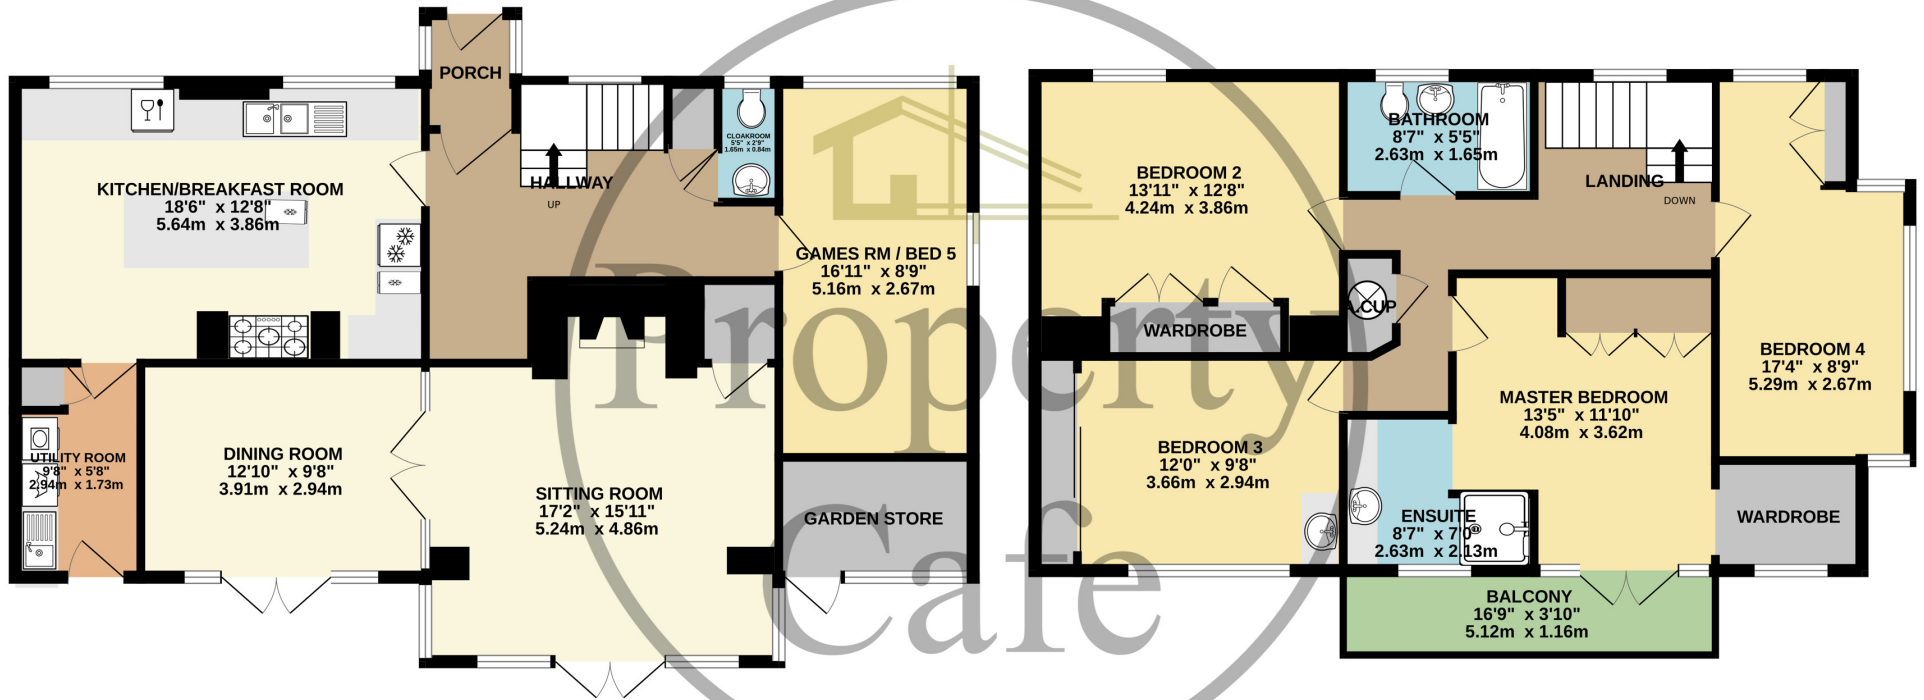 PORCH
KITCHEN/BREAKFAST ROOM
18'6" x 12'8"
5.64m x 3.86m
HALLWAY
UP
CLOAKROOM
5'5" x 2'9"
1.65m x 0.84m
GAMES RM / BED 5
16'11" x 8'9"
5.16m x 2.67m
UTILITY ROOM
9'8" x 5'8"
2.94m x 1.73m
DINING ROOM
12'10" x 9'8"
3.91m x 2.94m
SITTING ROOM
17'2" x 15'11"
5.24m x 4.86m
GARDEN STORE
BEDROOM 2
13'11" x 12'8"
4.24m x 3.86m
WARDROBE
BATHROOM
8'7" x 5'5"
2.63m x 1.65m
LANDING
DOWN
A.CUP
BEDROOM 4
17'4" x 8'9"
5.29m x 2.67m
MASTER BEDROOM
13'5" x 11'10"
4.08m x 3.62m
BEDROOM 3
12'0" x 9'8"
3.66m x 2.94m
ENSUITE
8'7" x 7'0"
2.63m x 2.13m
WARDROBE
BALCONY
16'9" x 3'10"
5.12m x 1.16m
Property
Cafe